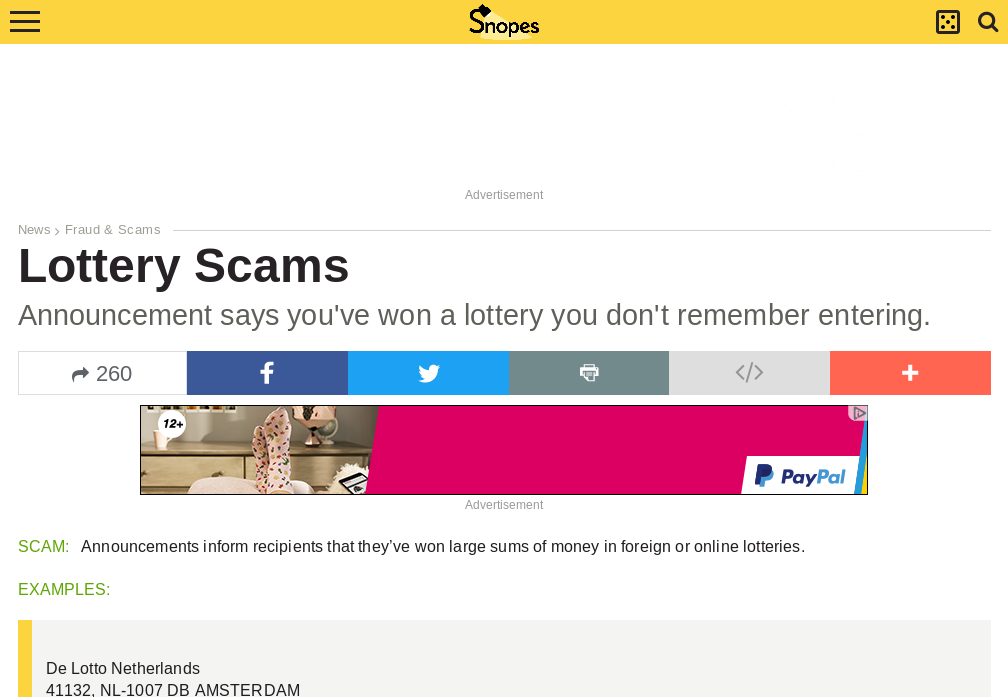 Snopes
Advertisement
News > Fraud & Scams
Lottery Scams
Announcement says you've won a lottery you don't remember entering.
260
12+
PayPal
Advertisement
SCAM: Announcements inform recipients that they’ve won large sums of money in foreign or online lotteries.
EXAMPLES:
De Lotto Netherlands
41132, NL-1007 DB AMSTERDAM